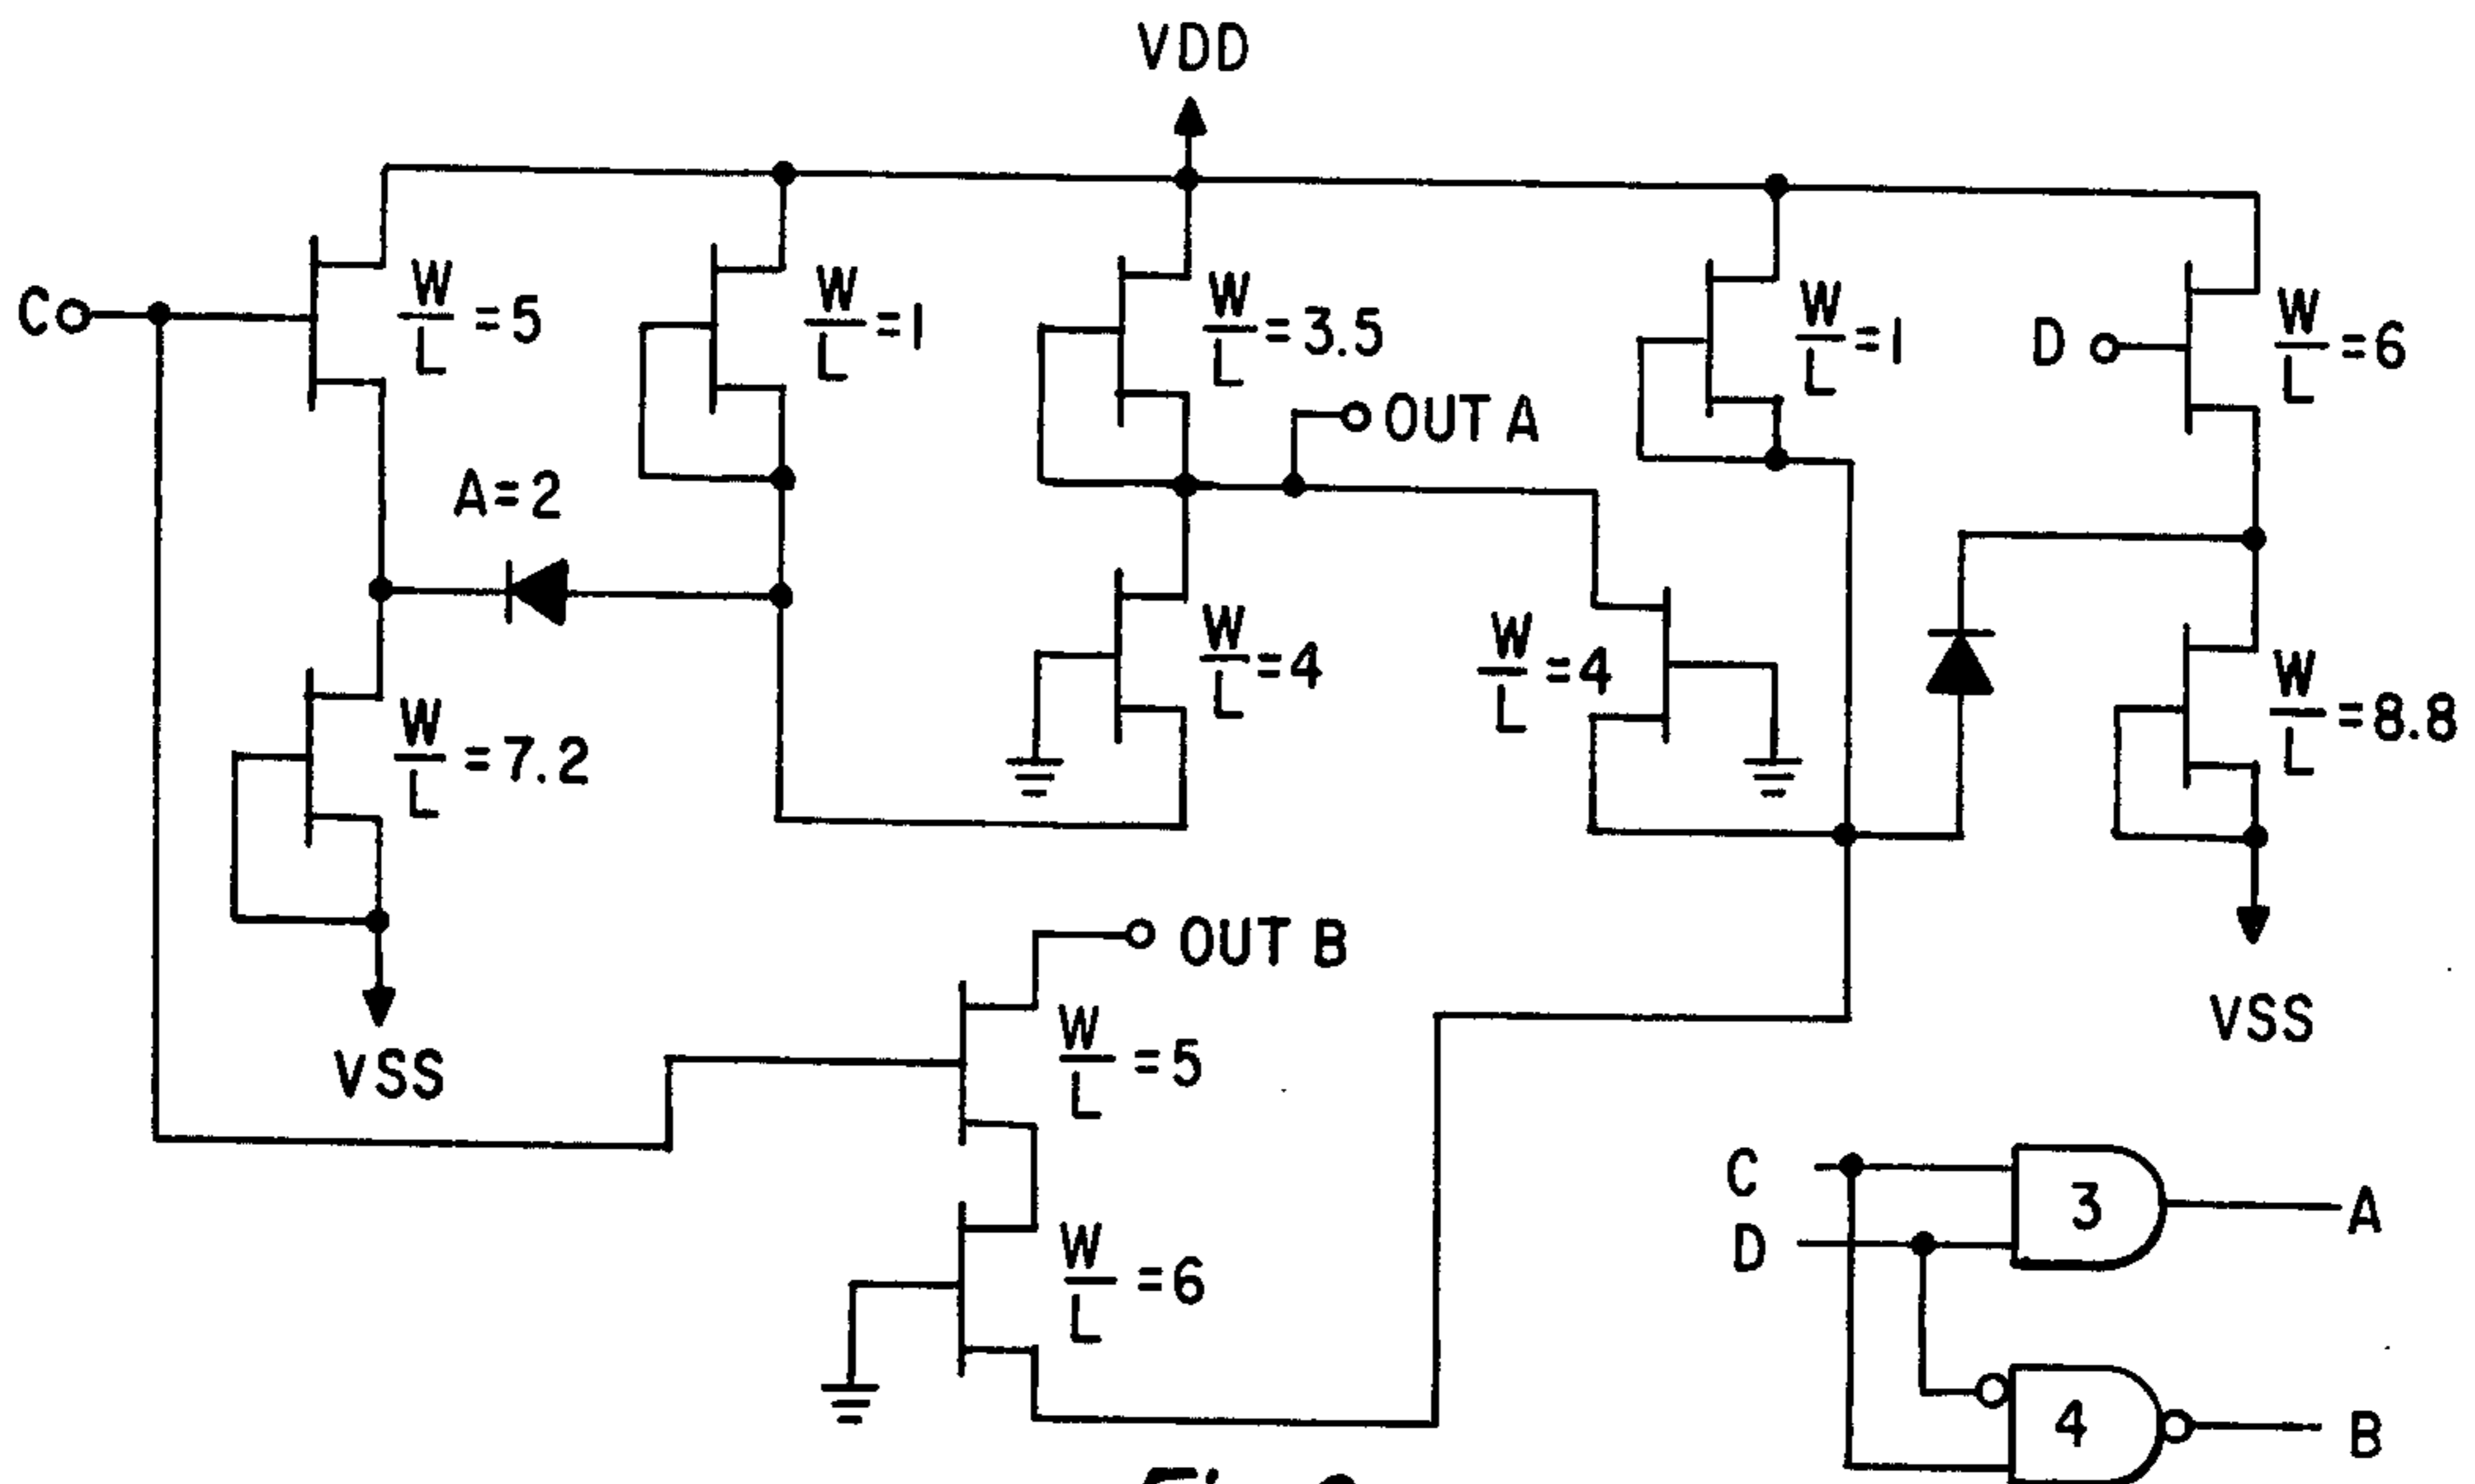 VDD
C
W/L =5
W/L =1
W/L =3.5
W/L =1
D
W/L =6
OUT A
A=2
W/L =4
W/L =4
W/L =7.2
W/L =8.8
OUT B
VSS
VSS
W/L =5
W/L =6
C
D
3
A
4
B